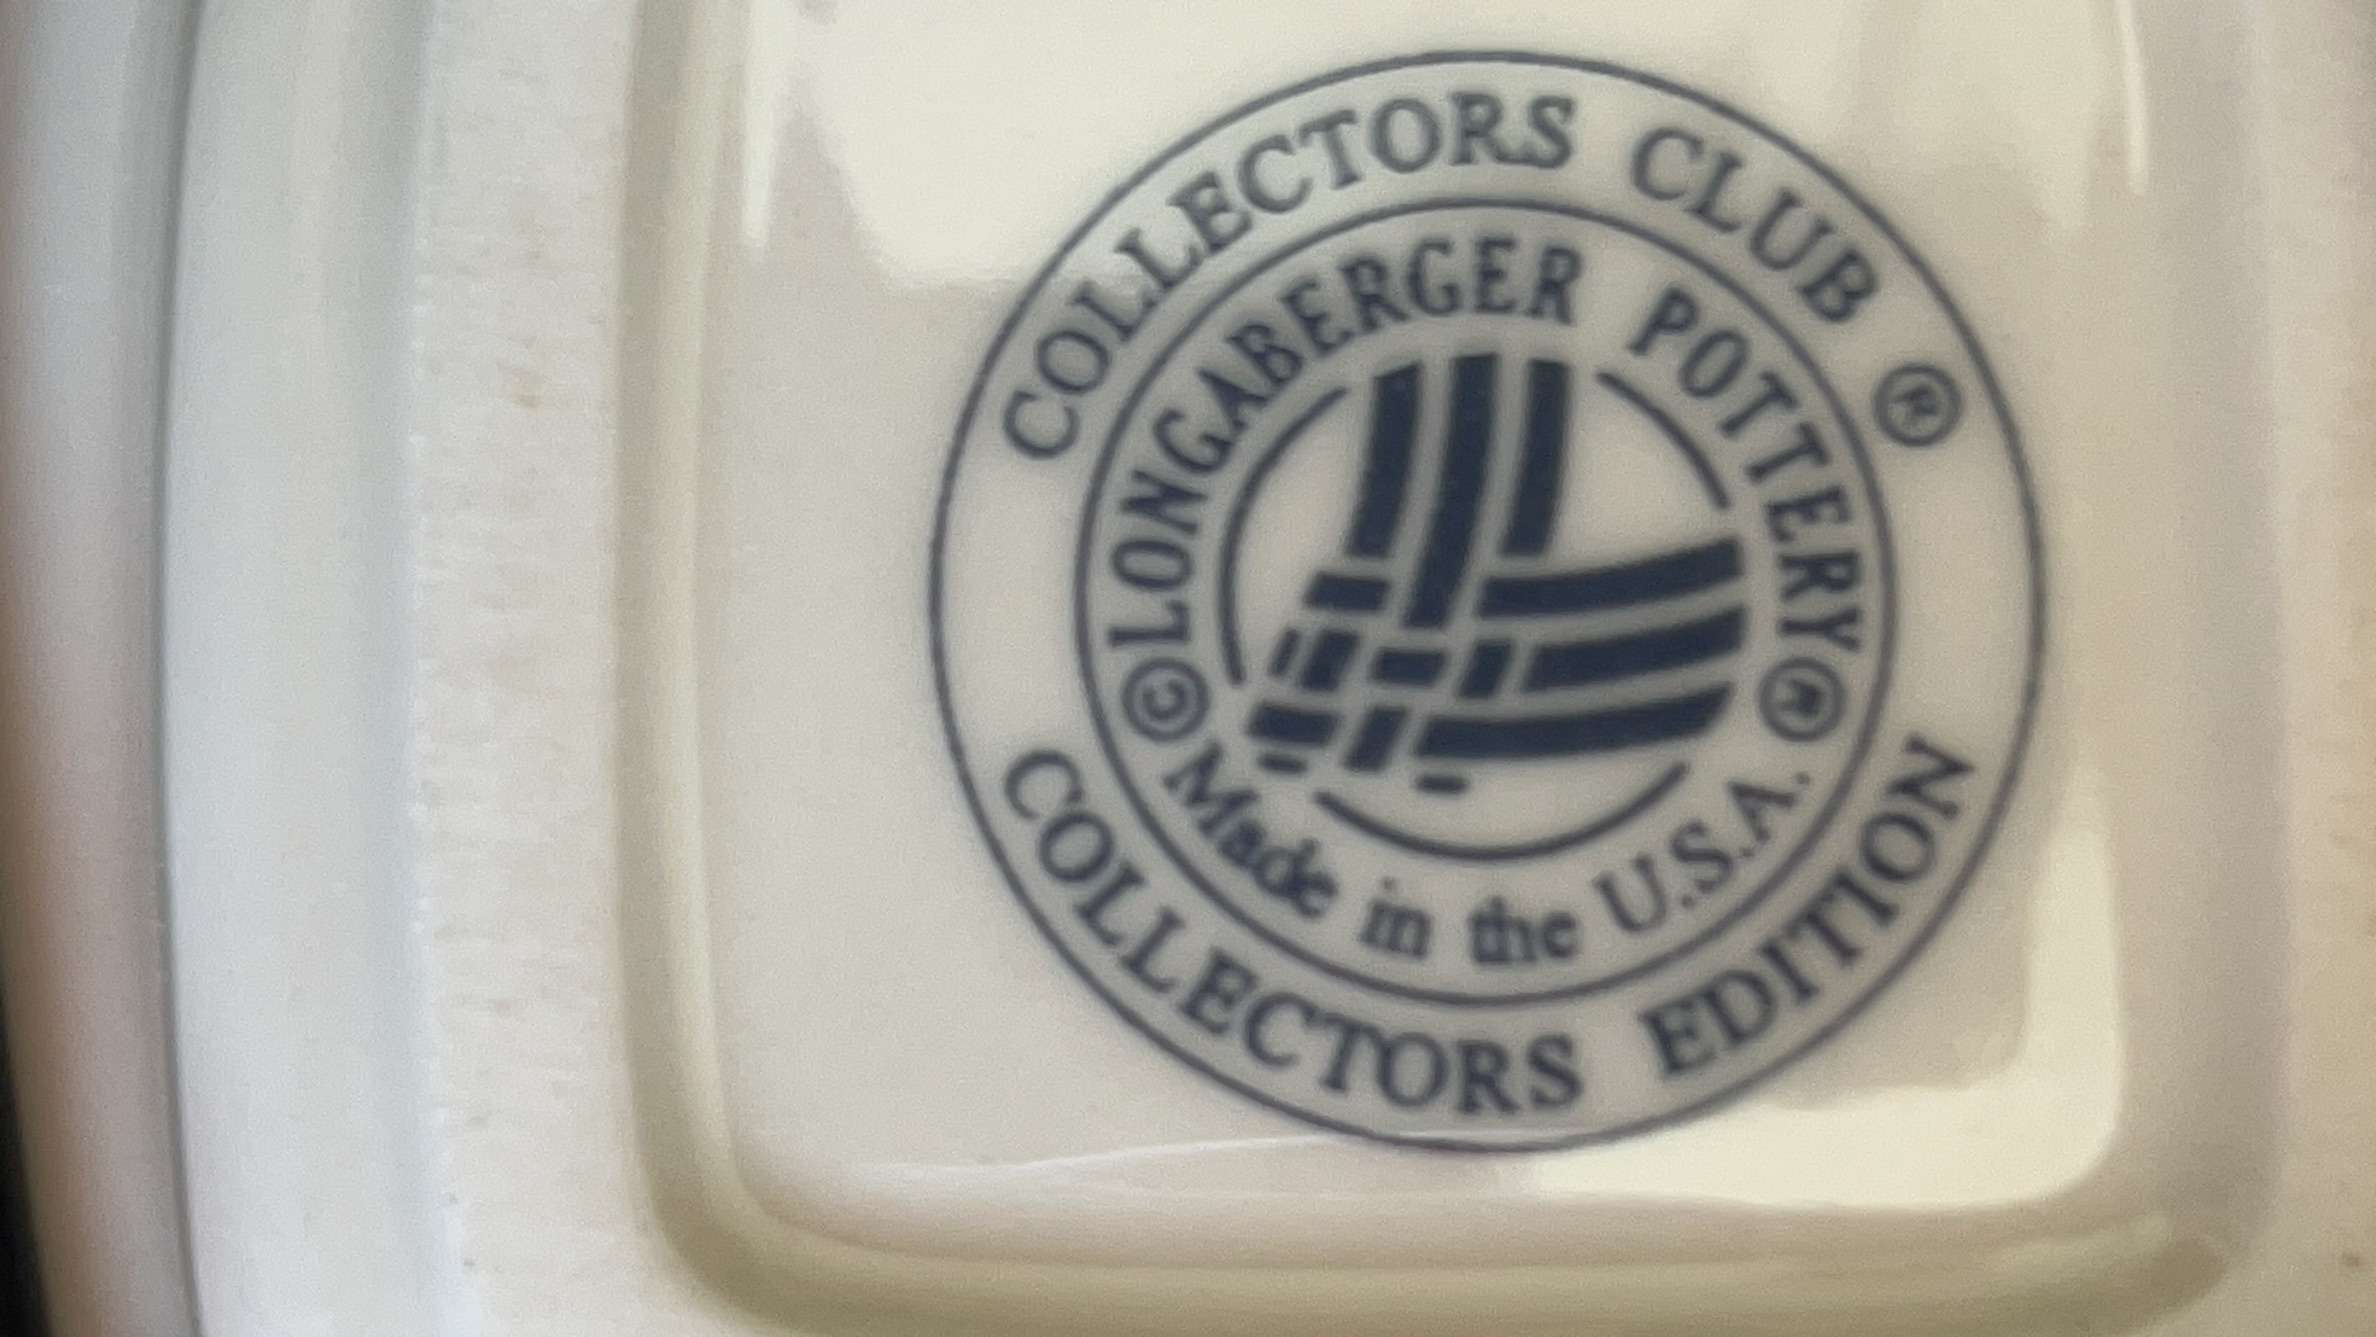 COLLECTORS CLUB ®
©LONGABERGER POTTERY®
Made in the U.S.A.
COLLECTORS EDITION